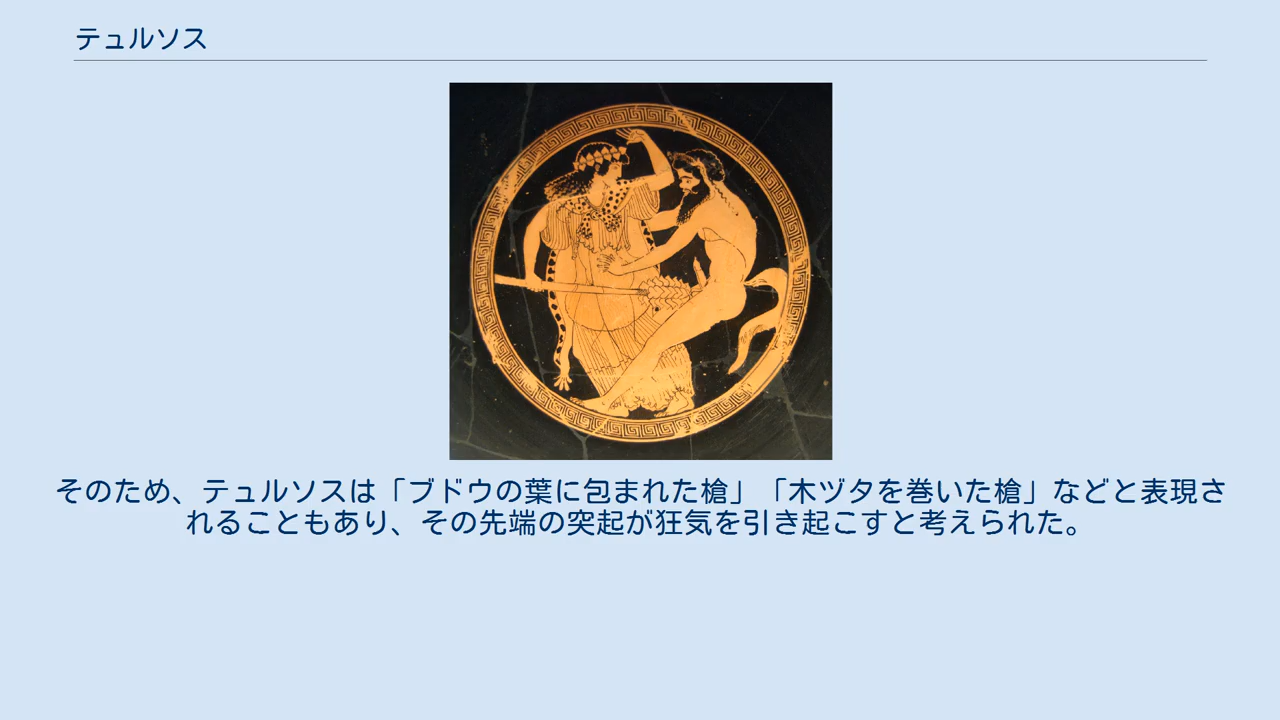 テュルソス
そのため、テュルソスは「ブドウの葉に包まれた槍」「木ヅタを巻いた槍」などと表現さ
れることもあり、その先端の突起が狂気を引き起こすと考えられた。